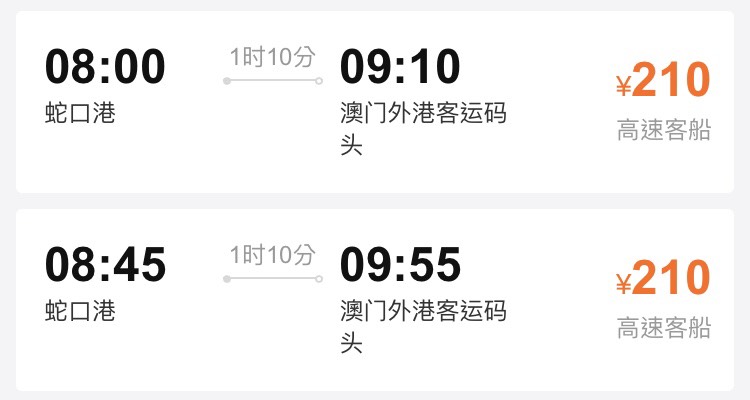 08:00 1时10分 09:10 ¥210
蛇口港 澳门外港客运码 高速客船
头
08:45 1时10分 09:55 ¥210
蛇口港 澳门外港客运码 高速客船
头